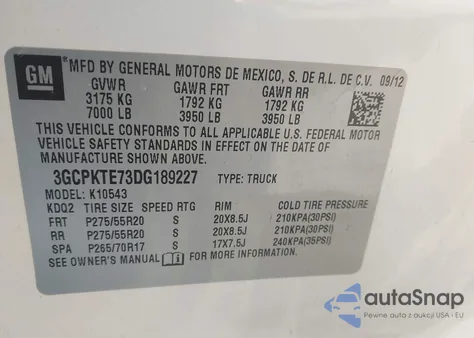 GM
MFD BY GENERAL MOTORS DE MEXICO, S. DE R.L. DE C.V. 09/12
GVWR GAWR FRT GAWR RR
3175 KG 1792 KG 1792 KG
7000 LB 3950 LB 3950 LB
THIS VEHICLE CONFORMS TO ALL APPLICABLE U.S. FEDERAL MOTOR
VEHICLE SAFETY STANDARDS IN EFFECT ON THE DATE OF
MANUFACTURE SHOWN ABOVE.
3GCPKTE73DG189227 TYPE: TRUCK
MODEL: K10543
KDQ2 TIRE SIZE SPEED RTG RIM COLD TIRE PRESSURE
FRT P275/55R20 S 20X8.5J 210KPA(30PSI)
RR P275/55R20 S 20X8.5J 210KPA(30PSI)
SPA P265/70R17 S 17X7.5J 240KPA(35PSI)
SEE OWNER'S MANUAL FOR MORE INFORMATION.
autoSnap
Pewne auta z USA - EU